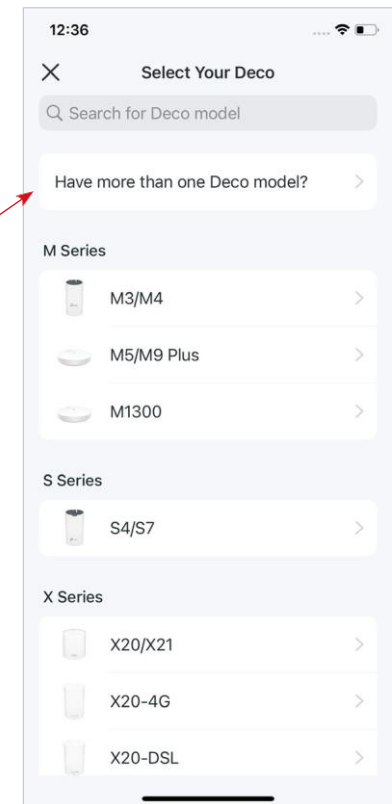 12:36
Select Your Deco
Search for Deco model
Have more than one Deco model?
M Series
M3/M4
M5/M9 Plus
M1300
S Series
S4/S7
X Series
X20/X21
X20-4G
X20-DSL